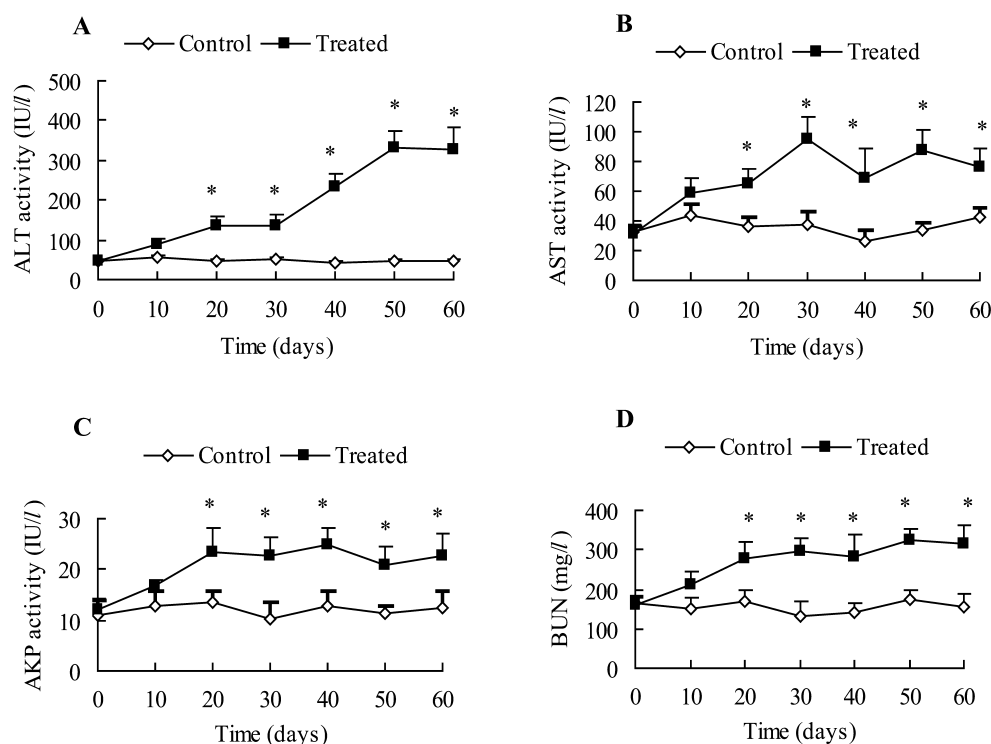 A
Control Treated
ALT activity (IU/l)
500
400
300
200
100
0
* * * * *
0 10 20 30 40 50 60
Time (days)
B
Control Treated
AST activity (IU/l)
120
100
80
60
40
20
0
* * * * *
0 10 20 30 40 50 60
Time (days)
C
Control Treated
AKP activity (IU/l)
30
20
10
0
* * * * *
0 10 20 30 40 50 60
Time (days)
D
Control Treated
BUN (mg/l)
400
300
200
100
0
* * * * *
0 10 20 30 40 50 60
Time (days)